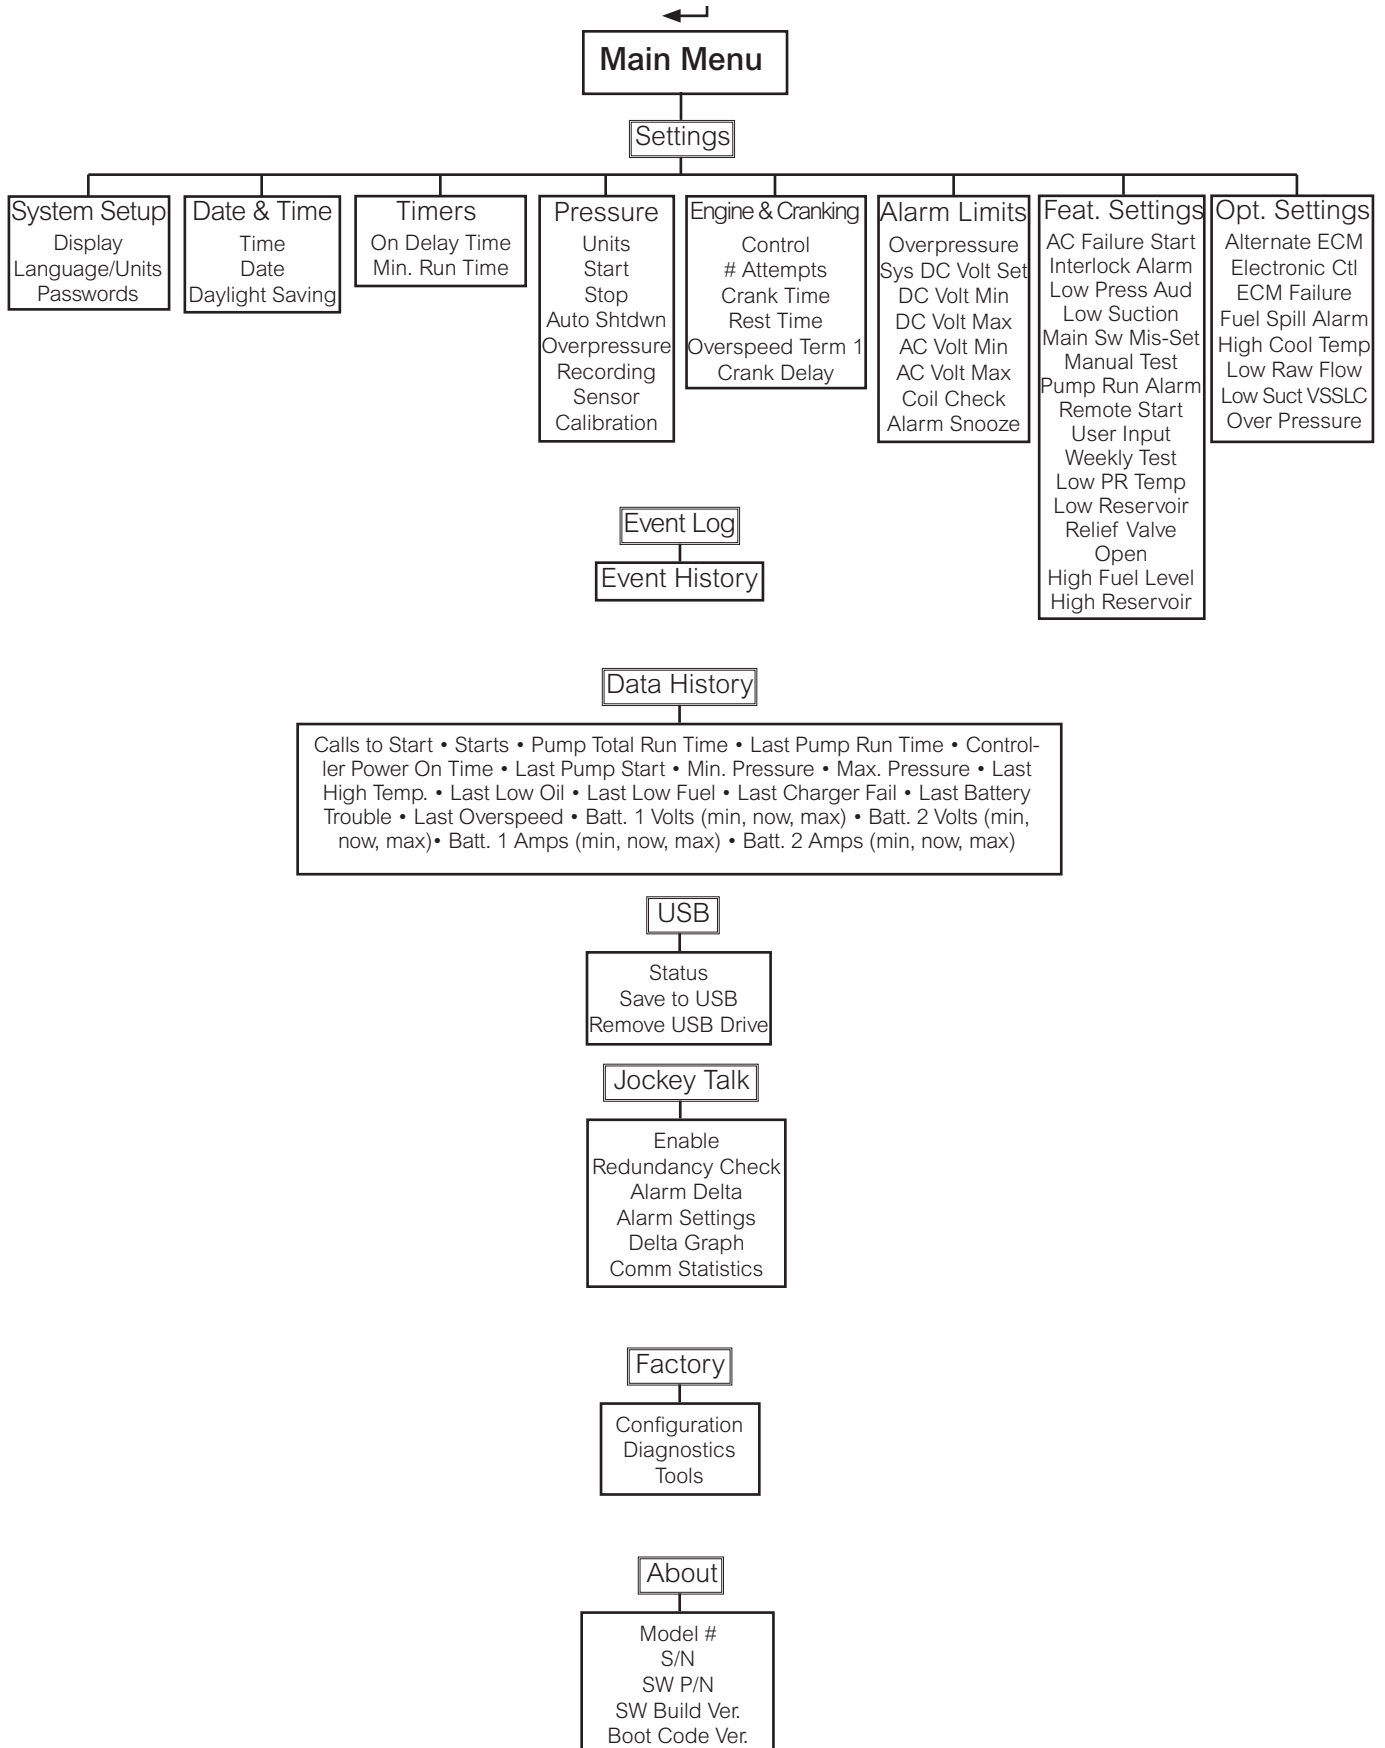 Main Menu
Settings
System Setup
Display
Language/Units
Passwords
Date & Time
Time
Date
Daylight Saving
Timers
On Delay Time
Min. Run Time
Pressure
Units
Start
Stop
Auto Shtdwn
Overpressure
Recording
Sensor
Calibration
Engine & Cranking
Control
# Attempts
Crank Time
Rest Time
Overspeed Term 1
Crank Delay
Alarm Limits
Overpressure
Sys DC Volt Set
DC Volt Min
DC Volt Max
AC Volt Min
AC Volt Max
Coil Check
Alarm Snooze
Feat. Settings
AC Failure Start
Interlock Alarm
Low Press Aud
Low Suction
Main Sw Mis-Set
Manual Test
Pump Run Alarm
Remote Start
User Input
Weekly Test
Low PR Temp
Low Reservoir
Relief Valve
Open
High Fuel Level
High Reservoir
Opt. Settings
Alternate ECM
Electronic Ctl
ECM Failure
Fuel Spill Alarm
High Cool Temp
Low Raw Flow
Low Suct VSSLC
Over Pressure
Event Log
Event History
Data History
Calls to Start • Starts • Pump Total Run Time • Last Pump Run Time • Control-
ler Power On Time • Last Pump Start • Min. Pressure • Max. Pressure • Last
High Temp. • Last Low Oil • Last Low Fuel • Last Charger Fail • Last Battery
Trouble • Last Overspeed • Batt. 1 Volts (min, now, max) • Batt. 2 Volts (min,
now, max)• Batt. 1 Amps (min, now, max) • Batt. 2 Amps (min, now, max)
USB
Status
Save to USB
Remove USB Drive
Jockey Talk
Enable
Redundancy Check
Alarm Delta
Alarm Settings
Delta Graph
Comm Statistics
Factory
Configuration
Diagnostics
Tools
About
Model #
S/N
SW P/N
SW Build Ver.
Boot Code Ver.